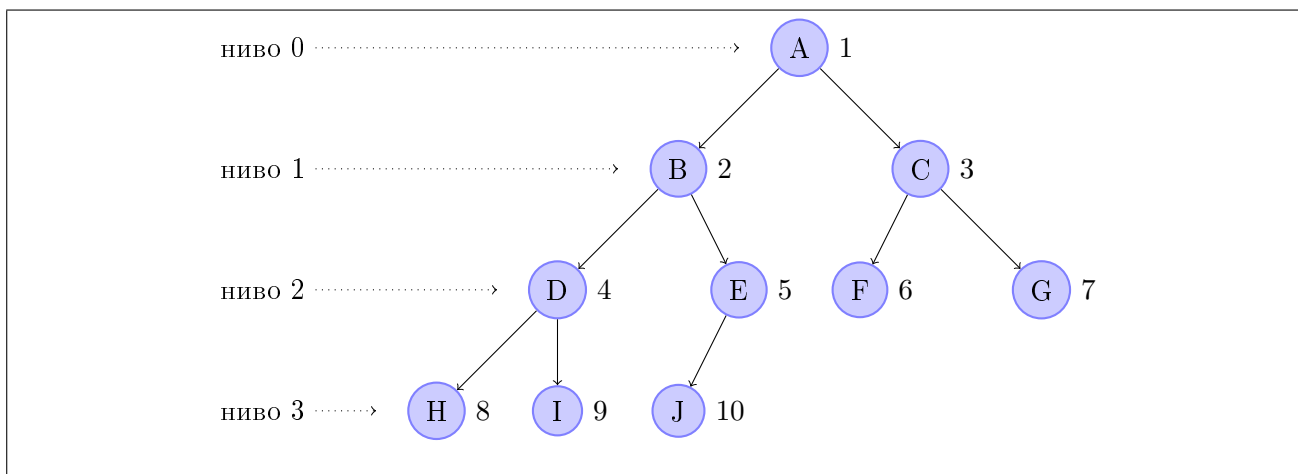 ниво 0 A 1
ниво 1 B 2 C 3
ниво 2 D 4 E 5 F 6 G 7
ниво 3 H 8 I 9 J 10